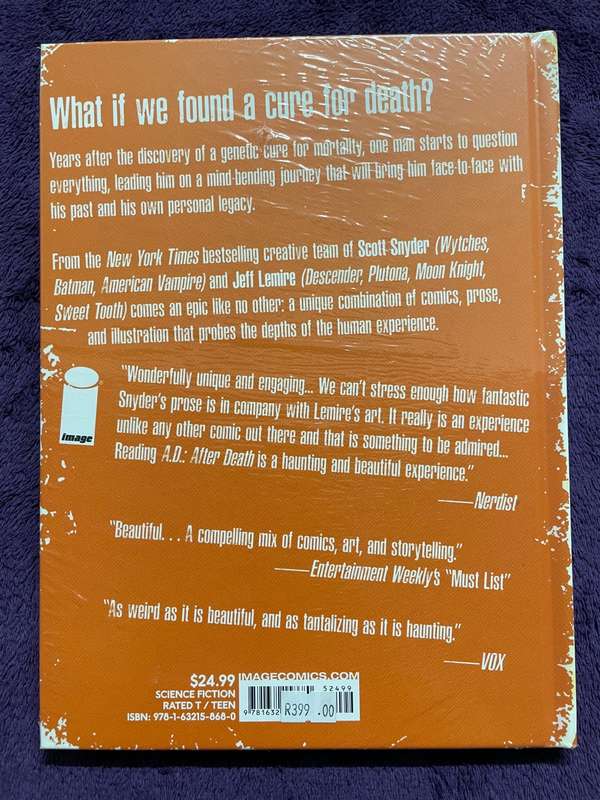 What if we found a cure for death?
Years after the discovery of a genetic cure for mortality, one man starts to question
everything, leading him on a mind-bending journey that will bring him face-to-face with
his past and his own personal legacy.
From the New York Times bestselling creative team of Scott Snyder (Wytches,
Batman, American Vampire) and Jeff Lemire (Descender, Plutona, Moon Knight,
Sweet Tooth) comes an epic like no other: a unique combination of comics, prose,
and illustration that probes the depths of the human experience.
"Wonderfully unique and engaging... We can't stress enough how fantastic
Snyder's prose is in company with Lemire's art. It really is an experience
unlike any other comic out there and that is something to be admired...
Reading A.D.: After Death is a haunting and beautiful experience."
image
—Nerdist
"Beautiful. . . A compelling mix of comics, art, and storytelling."
—Entertainment Weekly's "Must List"
"As weird as it is beautiful, and as tantalizing as it is haunting."
—VOX
$24.99 IMAGECOMICS.COM
SCIENCE FICTION
RATED T / TEEN
ISBN: 978-1-63215-868-0
52499
9 781632
R399 .00